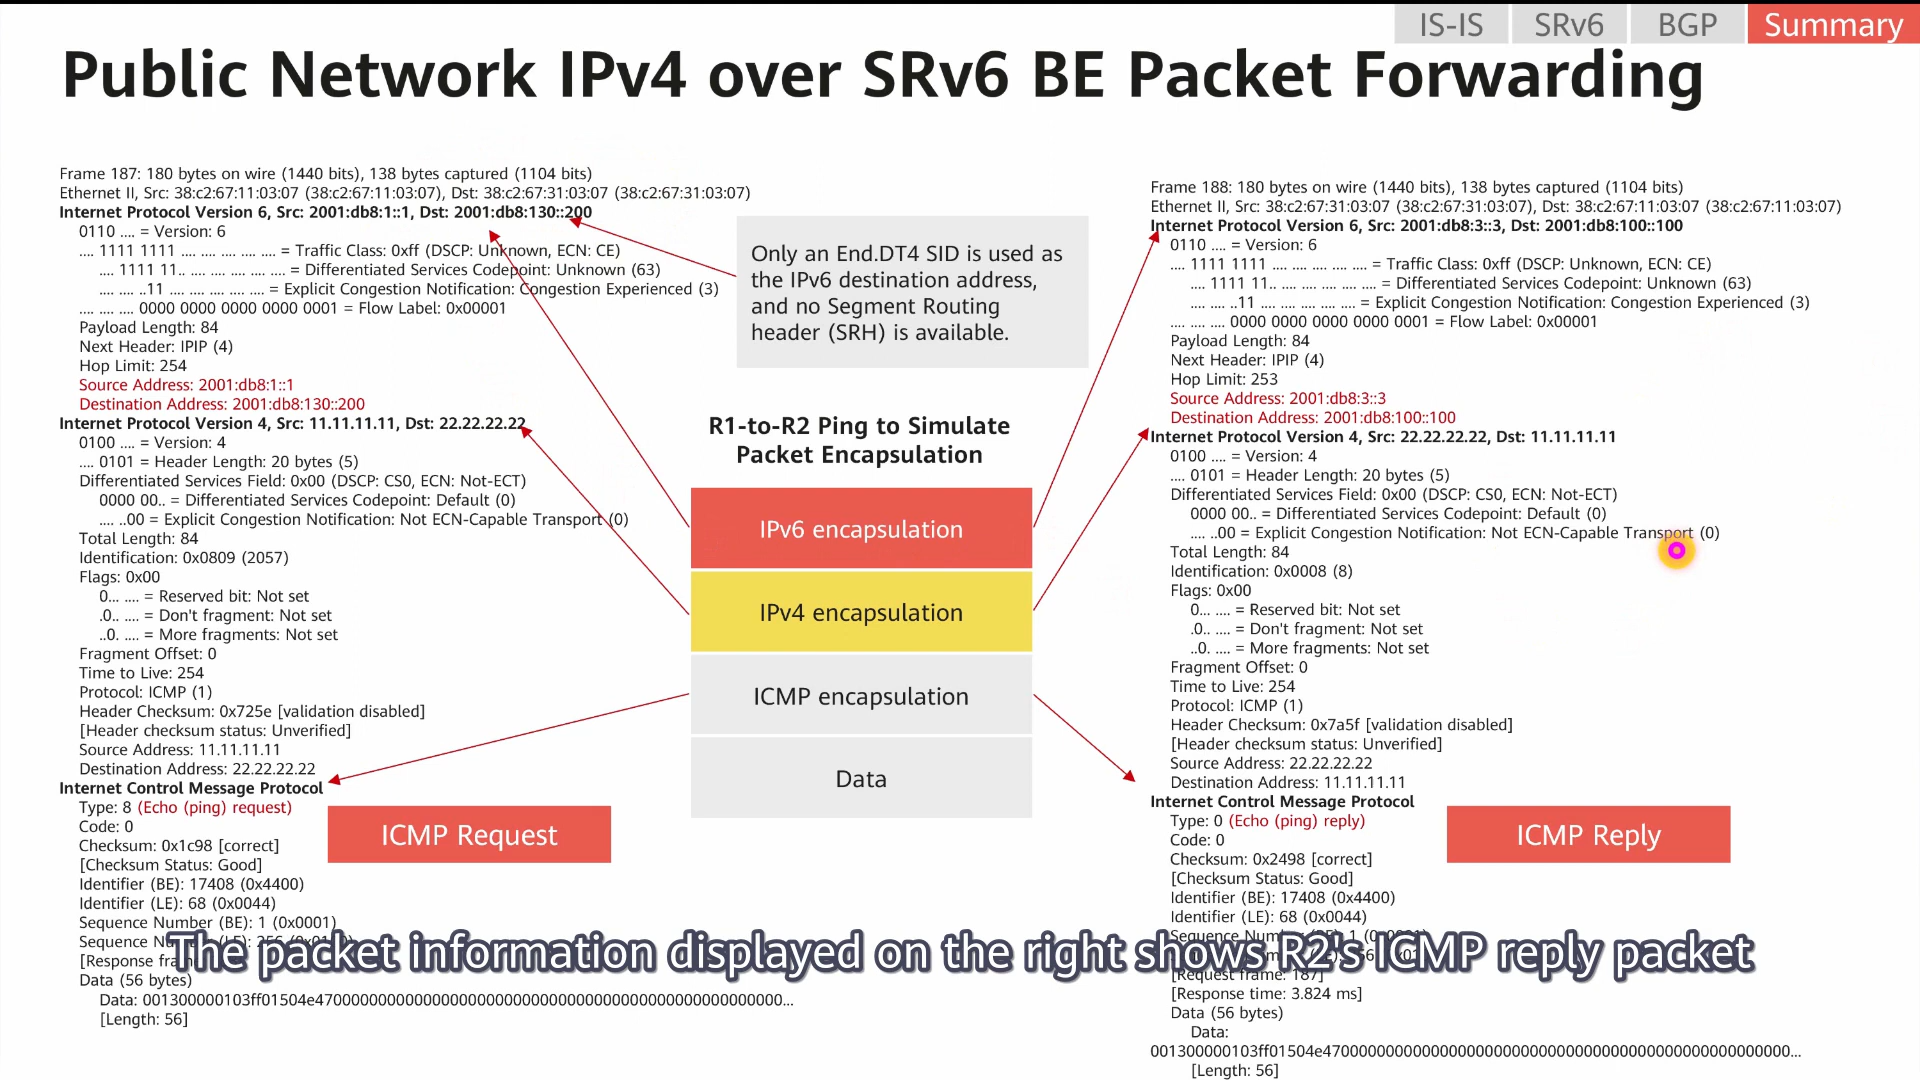 IS-IS
SRv6
BGP
Summary
Public Network IPv4 over SRv6 BE Packet Forwarding
Frame 187: 180 bytes on wire (1440 bits), 138 bytes captured (1104 bits)
Ethernet II, Src: 38:c2:67:11:03:07 (38:c2:67:11:03:07), Dst: 38:c2:67:31:03:07 (38:c2:67:31:03:07)
Internet Protocol Version 6, Src: 2001:db8:1::1, Dst: 2001:db8:130::200
0110 .... = Version: 6
.... 1111 1111 .... .... .... .... .... = Traffic Class: 0xff (DSCP: Unknown, ECN: CE)
.... 1111 11.. .... .... .... .... .... = Differentiated Services Codepoint: Unknown (63)
.... .... ..11 .... .... .... .... .... = Explicit Congestion Notification: Congestion Experienced (3)
.... .... .... 0000 0000 0000 0000 0001 = Flow Label: 0x00001
Payload Length: 84
Next Header: IPIP (4)
Hop Limit: 254
Source Address: 2001:db8:1::1
Destination Address: 2001:db8:130::200
Internet Protocol Version 4, Src: 11.11.11.11, Dst: 22.22.22.22
0100 .... = Version: 4
.... 0101 = Header Length: 20 bytes (5)
Differentiated Services Field: 0x00 (DSCP: CS0, ECN: Not-ECT)
0000 00.. = Differentiated Services Codepoint: Default (0)
.... ..00 = Explicit Congestion Notification: Not ECN-Capable Transport (0)
Total Length: 84
Identification: 0x0809 (2057)
Flags: 0x00
0... .... = Reserved bit: Not set
.0.. .... = Don't fragment: Not set
..0. .... = More fragments: Not set
Fragment Offset: 0
Time to Live: 254
Protocol: ICMP (1)
Header Checksum: 0x725e [validation disabled]
[Header checksum status: Unverified]
Source Address: 11.11.11.11
Destination Address: 22.22.22.22
Internet Control Message Protocol
Type: 8 (Echo (ping) request)
Code: 0
Checksum: 0x1c98 [correct]
[Checksum Status: Good]
Identifier (BE): 17408 (0x4400)
Identifier (LE): 68 (0x0044)
Sequence Number (BE): 1 (0x0001)
Sequence
[Response
Data (56 bytes)
Data: 001300000103ff01504e47000000000000000000000000000000000000000000000000...
[Length: 56]
ICMP Request
Only an End.DT4 SID is used as
the IPv6 destination address,
and no Segment Routing
header (SRH) is available.
R1-to-R2 Ping to Simulate
Packet Encapsulation
IPv6 encapsulation
IPv4 encapsulation
ICMP encapsulation
Data
Frame 188: 180 bytes on wire (1440 bits), 138 bytes captured (1104 bits)
Ethernet II, Src: 38:c2:67:31:03:07 (38:c2:67:31:03:07), Dst: 38:c2:67:11:03:07 (38:c2:67:11:03:07)
Internet Protocol Version 6, Src: 2001:db8:3::3, Dst: 2001:db8:100::100
0110 .... = Version: 6
.... 1111 1111 .... .... .... .... .... = Traffic Class: 0xff (DSCP: Unknown, ECN: CE)
.... 1111 11.. .... .... .... .... .... = Differentiated Services Codepoint: Unknown (63)
.... .... ..11 .... .... .... .... .... = Explicit Congestion Notification: Congestion Experienced (3)
.... .... .... 0000 0000 0000 0000 0001 = Flow Label: 0x00001
Payload Length: 84
Next Header: IPIP (4)
Hop Limit: 253
Source Address: 2001:db8:3::3
Destination Address: 2001:db8:100::100
Internet Protocol Version 4, Src: 22.22.22.22, Dst: 11.11.11.11
0100 .... = Version: 4
.... 0101 = Header Length: 20 bytes (5)
Differentiated Services Field: 0x00 (DSCP: CS0, ECN: Not-ECT)
0000 00.. = Differentiated Services Codepoint: Default (0)
.... ..00 = Explicit Congestion Notification: Not ECN-Capable Transport (0)
Total Length: 84
Identification: 0x0008 (8)
Flags: 0x00
0... .... = Reserved bit: Not set
.0.. .... = Don't fragment: Not set
..0. .... = More fragments: Not set
Fragment Offset: 0
Time to Live: 254
Protocol: ICMP (1)
Header Checksum: 0x7a5f [validation disabled]
[Header checksum status: Unverified]
Source Address: 22.22.22.22
Destination Address: 11.11.11.11
Internet Control Message Protocol
Type: 0 (Echo (ping) reply)
Code: 0
Checksum: 0x2498 [correct]
[Checksum Status: Good]
Identifier (BE): 17408 (0x4400)
Identifier (LE): 68 (0x0044)
Sequence
[Request frame: 187]
[Response time: 3.824 ms]
Data (56 bytes)
Data:
001300000103ff01504e47000000000000000000000000000000000000000000000000...
[Length: 56]
ICMP Reply
The packet information displayed on the right shows R2's ICMP reply packet